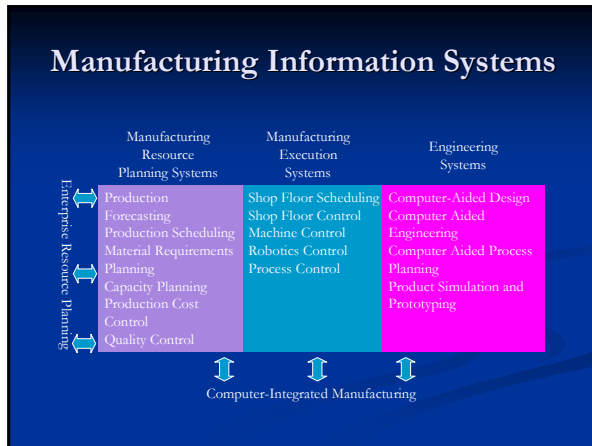 Manufacturing Information Systems
Manufacturing
Resource
Planning Systems
Manufacturing
Execution
Systems
Engineering
Systems
Enterprise Resource Planning
Production
Forecasting
Production Scheduling
Material Requirements
Planning
Capacity Planning
Production Cost
Control
Quality Control
Shop Floor Scheduling
Shop Floor Control
Machine Control
Robotics Control
Process Control
Computer-Aided Design
Computer Aided
Engineering
Computer Aided Process
Planning
Product Simulation and
Prototyping
Computer-Integrated Manufacturing